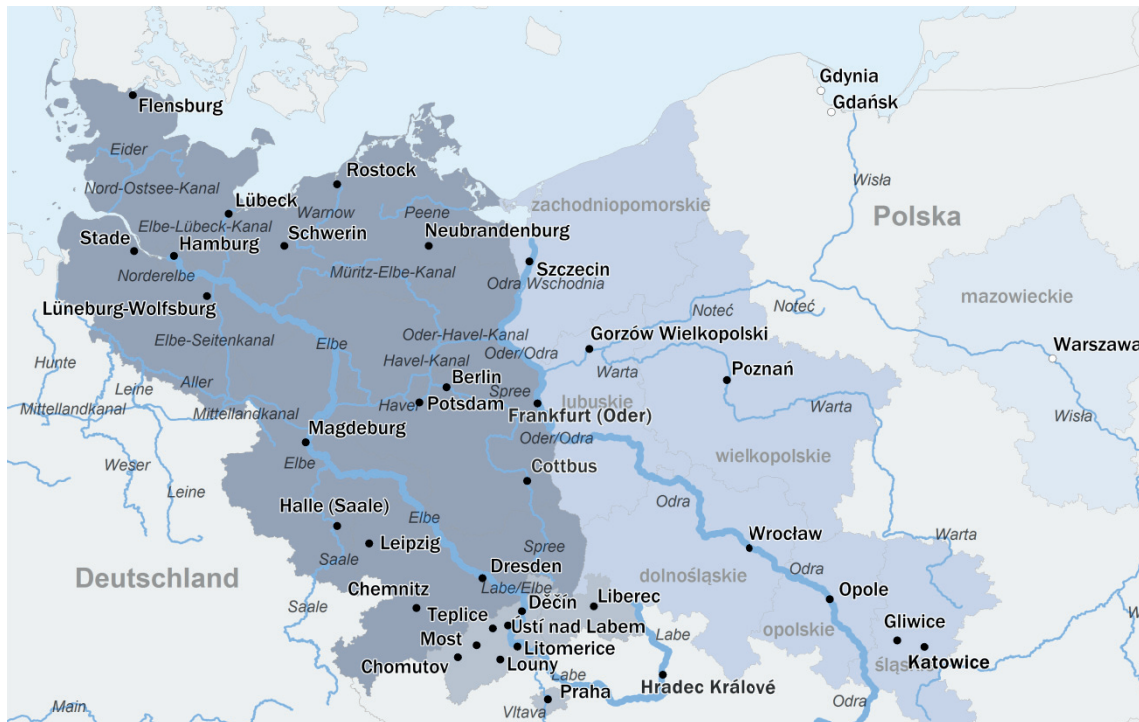 Gdynia
Gdańsk
Flensburg
Eider
Rostock
Wisła
Nord-Ostsee-Kanal
Lübeck
Warnow
Peene
zachodniopomorskie
Polska
Elbe-Lübeck-Kanal
Stade
Hamburg
Schwerin
Neubrandenburg
Norderelbe
Müritz-Elbe-Kanal
Szczecin
Odra Wschodnia
Lüneburg-Wolfsburg
mazowieckie
Noteć
Noteć
Elbe-Seitenkanal
Elbe
Oder-Havel-Kanal
Gorzów Wielkopolski
Warszawa
Hunte
Havel-Kanal
Oder/Odra
Warta
Poznań
Leine
Aller
Berlin
Spree
lubuskie
Mittellandkanal
Mittellandkanal
Havel
Potsdam
Frankfurt (Oder)
Warta
Wisła
Magdeburg
Oder/Odra
Weser
Elbe
Cottbus
wielkopolskie
Leine
Halle (Saale)
Elbe
Odra
Leipzig
Wrocław
Warta
Saale
Spree
Deutschland
Dresden
dolnośląskie
Odra
Chemnitz
Labe/Elbe
Liberec
Opole
Saale
Děčín
Teplice
Ústí nad Labem
opolskie
Gliwice
Most
Litomerice
Labe
śląskie
Katowice
Chomutov
Louny
Labe
Hradec Králové
Praha
Odra
Main
Vltava